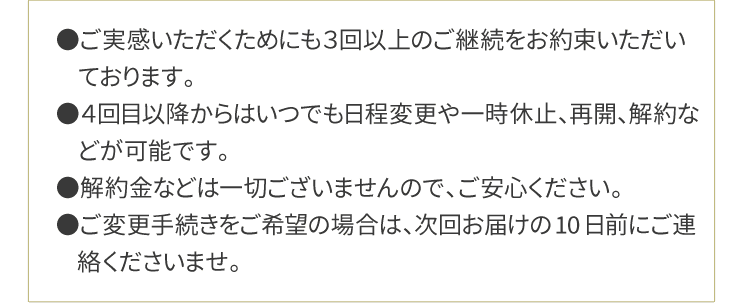 ●ご実感いただくためにも３回以上のご継続をお約束いただい
ております。
●４回目以降からはいつでも日程変更や一時休止、再開、解約な
どが可能です。
●解約金などは一切ございませんので、ご安心ください。
●ご変更手続きをご希望の場合は、次回お届けの10日前にご連
絡くださいませ。